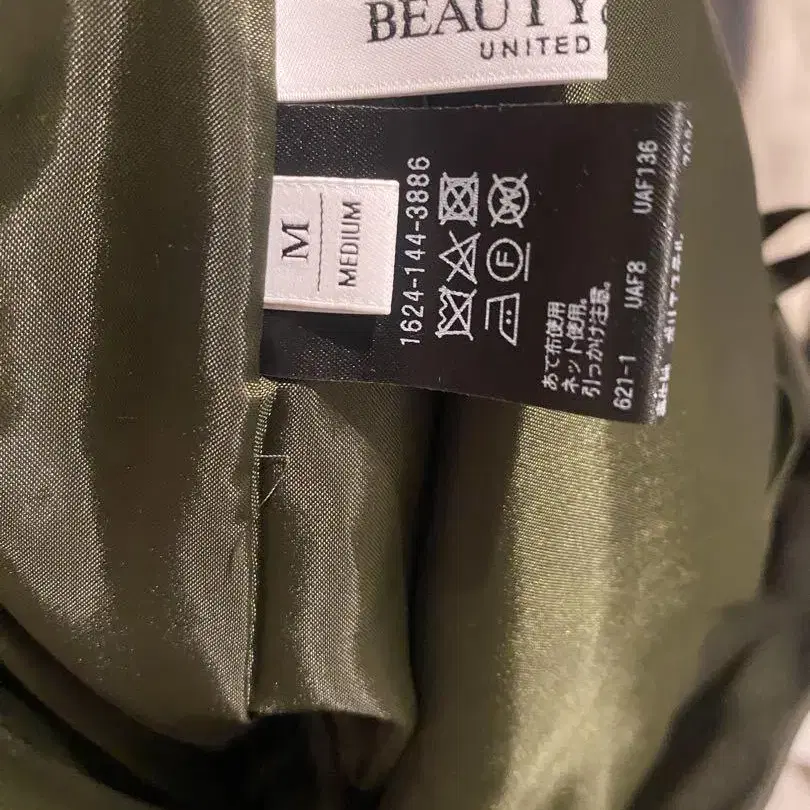 BEAUTY
UNITED
M
MEDIUM
1624-144-3886
F
あて布使用
ネット使用。
引っかけ注意。
621-1 UAF8 UAF136